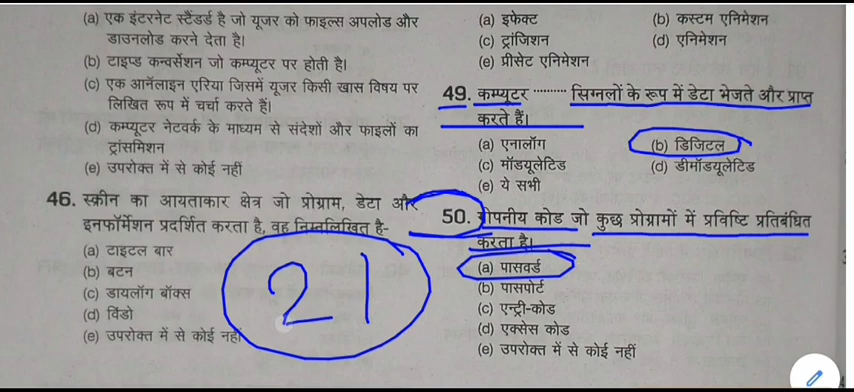 (a) एक इंटरनेट स्टैंडर्ड है जो यूजर को फाइल्स अपलोड और
डाउनलोड करने देता है।
(b) टाइप्ड कन्वर्सेशन जो कम्प्यूटर पर होती है।
(c) एक आनॅलाइन एरिया जिसमें यूजर किसी खास विषय पर
लिखित रूप में चर्चा करते हैं।
(d) कम्प्यूटर नेटवर्क के माध्यम से संदेशों और फाइलों का
ट्रांसमिशन
(e) उपरोक्त में से कोई नहीं
46. स्क्रीन का आयताकार क्षेत्र जो प्रोग्राम, डेटा और
इनफॉर्मेशन प्रदर्शित करता है, वह निम्नलिखित है-
(a) टाइटल बार
(b) बटन
(c) डायलॉग बॉक्स
(d) विंडो
(e) उपरोक्त में से कोई नहीं
21
(a) इफेक्ट (b) कस्टम एनिमेशन
(c) ट्रांजिशन (d) एनिमेशन
(e) प्रीसेट एनिमेशन
49. कम्प्यूटर ......... सिग्नलों के रूप में डेटा भेजते और प्राप्त
करते हैं।
(a) एनालॉग (b) डिजिटल
(c) मॉडयूलेटिड (d) डीमॉडयूलेटिड
(e) ये सभी
50. गोपनीय कोड जो कुछ प्रोग्रामों में प्रविष्टि प्रतिबंधित
करता है।
(a) पासवर्ड
(b) पासपोर्ट
(c) एन्ट्री-कोड
(d) एक्सेस कोड
(e) उपरोक्त में से कोई नहीं